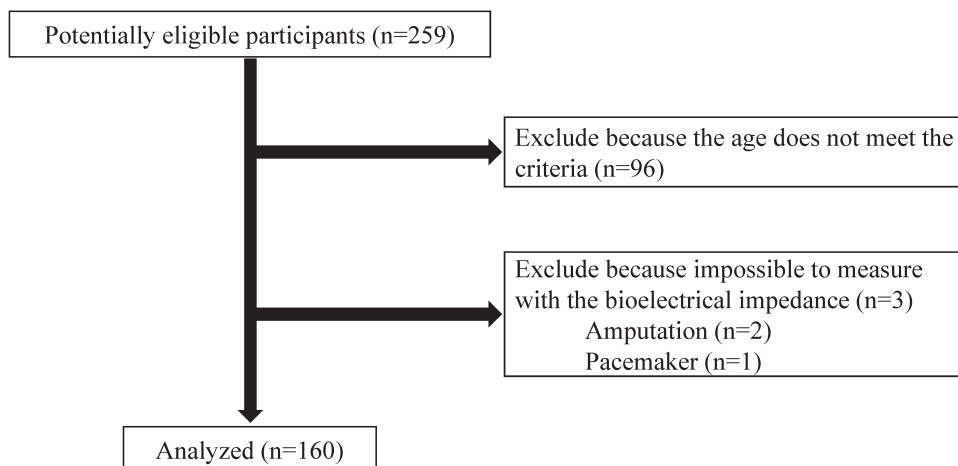 Potentially eligible participants (n=259)
Exclude because the age does not meet the
criteria (n=96)
Exclude because impossible to measure
with the bioelectrical impedance (n=3)
Amputation (n=2)
Pacemaker (n=1)
Analyzed (n=160)